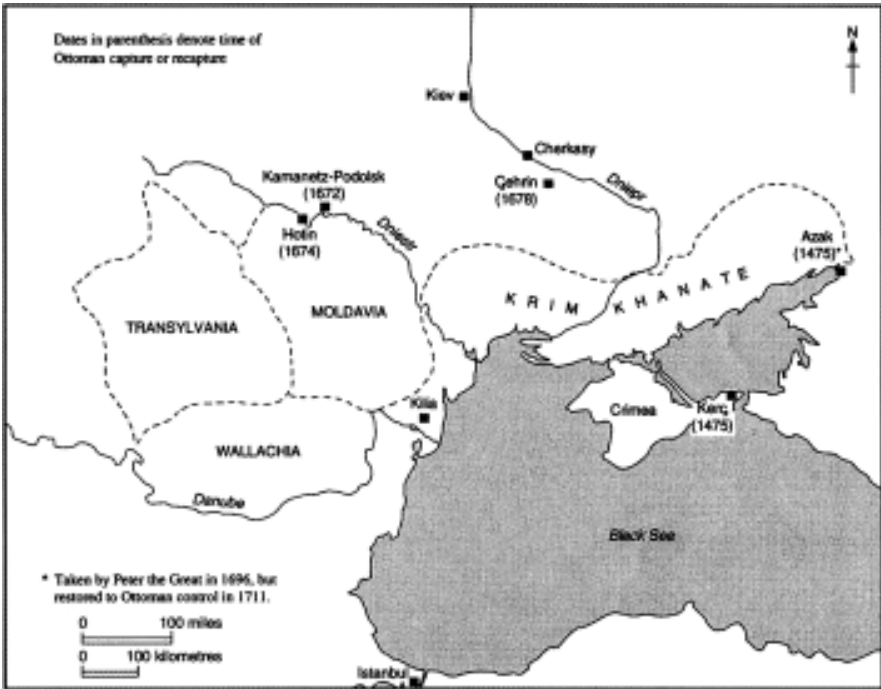 Dates in parenthesis denote time of
Ottoman capture or recapture
N
Kiev
Cherkasy
Kamanetz-Podolsk
(1672)
Çehrin
(1678)
Dniepr
Hotin
(1674)
Dniestr
Azak
(1475)*
KRIM KHANATE
TRANSYLVANIA
MOLDAVIA
Kilia
Crimea
Kerç
(1475)
WALLACHIA
Danube
Black Sea
* Taken by Peter the Great in 1696, but
restored to Ottoman control in 1711.
0 100 miles
0 100 kilometres
Istanbul